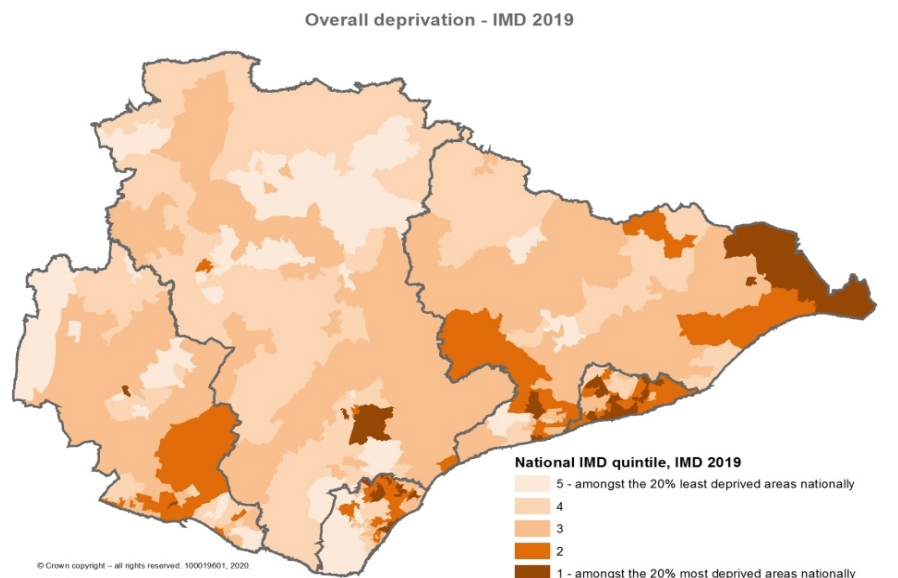 Overall deprivation - IMD 2019
National IMD quintile, IMD 2019
5 - amongst the 20% least deprived areas nationally
4
3
2
1 - amongst the 20% most deprived areas nationally
© Crown copyright – all rights reserved. 100019601, 2020.